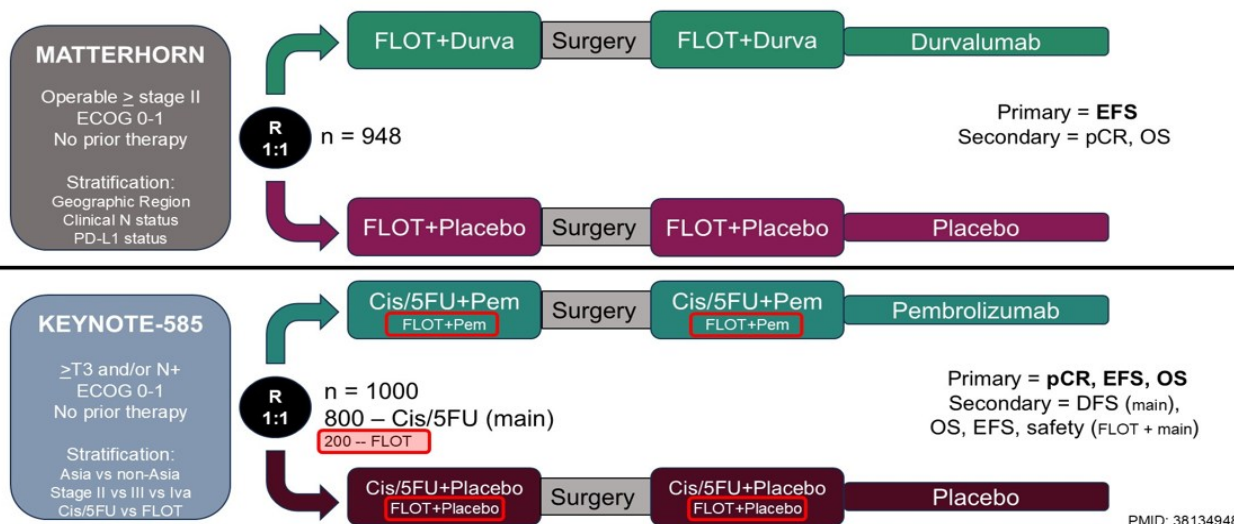 MATTERHORN
Operable ≥ stage II
ECOG 0-1
No prior therapy
Stratification:
Geographic Region
Clinical N status
PD-L1 status
R
1:1
n = 948
FLOT+Durva
Surgery
FLOT+Durva
Durvalumab
Primary = EFS
Secondary = pCR, OS
FLOT+Placebo
Surgery
FLOT+Placebo
Placebo
KEYNOTE-585
≥T3 and/or N+
ECOG 0-1
No prior therapy
Stratification:
Asia vs non-Asia
Stage II vs III vs Iva
Cis/5FU vs FLOT
R
1:1
n = 1000
800 – Cis/5FU (main)
200 -- FLOT
Cis/5FU+Pem
FLOT+Pem
Surgery
Cis/5FU+Pem
FLOT+Pem
Pembrolizumab
Primary = pCR, EFS, OS
Secondary = DFS (main),
OS, EFS, safety (FLOT + main)
Cis/5FU+Placebo
FLOT+Placebo
Surgery
Cis/5FU+Placebo
FLOT+Placebo
Placebo
PMID: 38134948